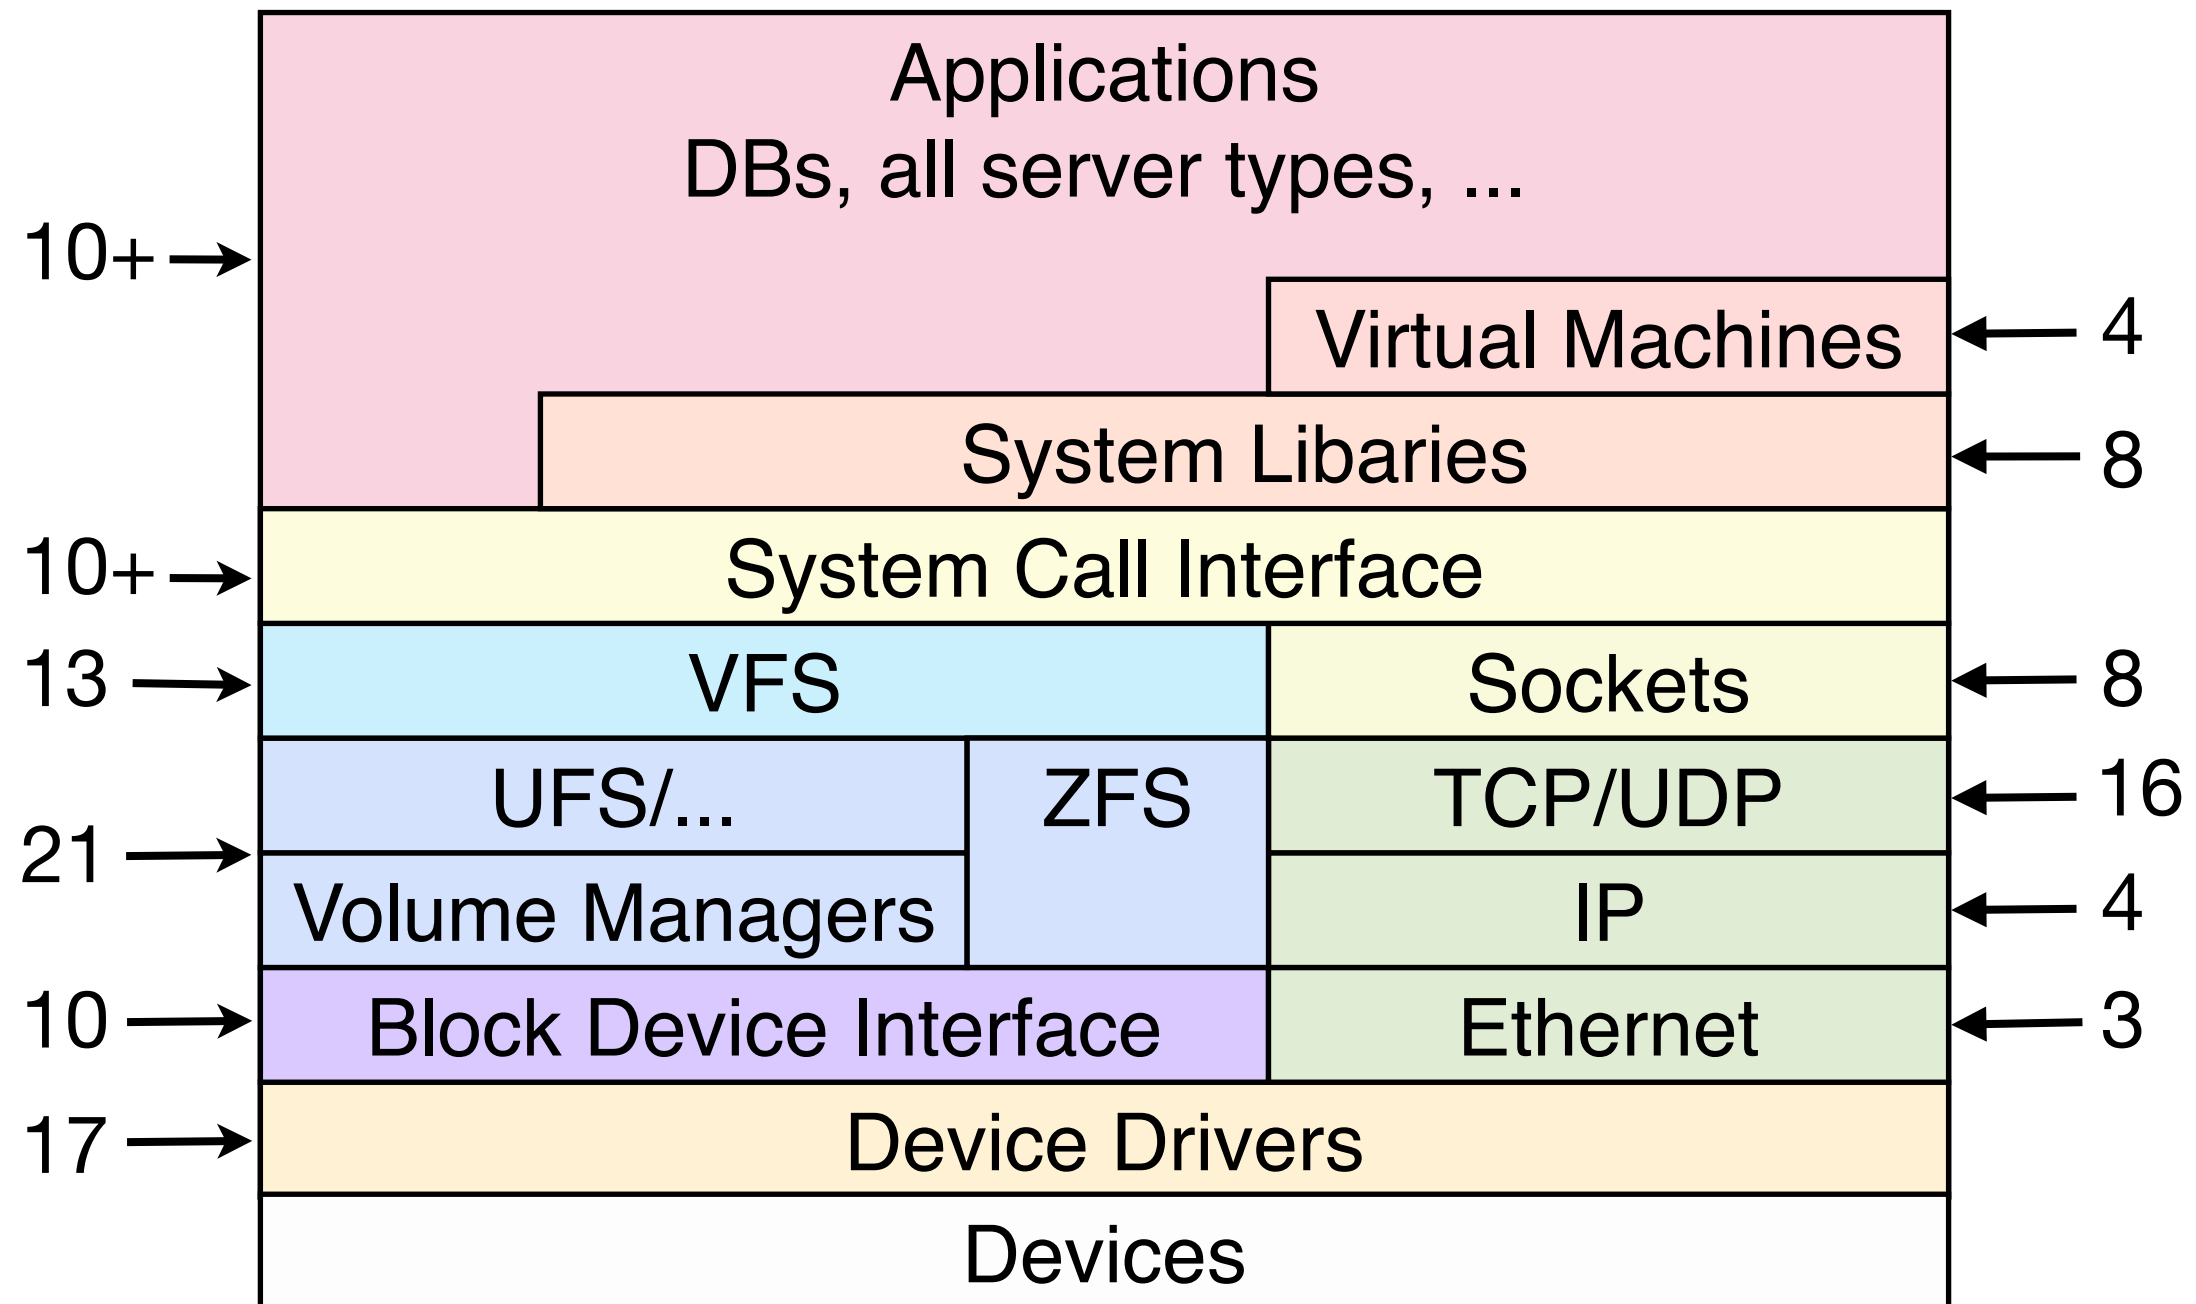 Applications
DBs, all server types, ...
10+
Virtual Machines
4
System Libaries
8
10+
System Call Interface
13
VFS
Sockets
8
UFS/...
ZFS
TCP/UDP
16
21
Volume Managers
IP
4
10
Block Device Interface
Ethernet
3
17
Device Drivers
Devices